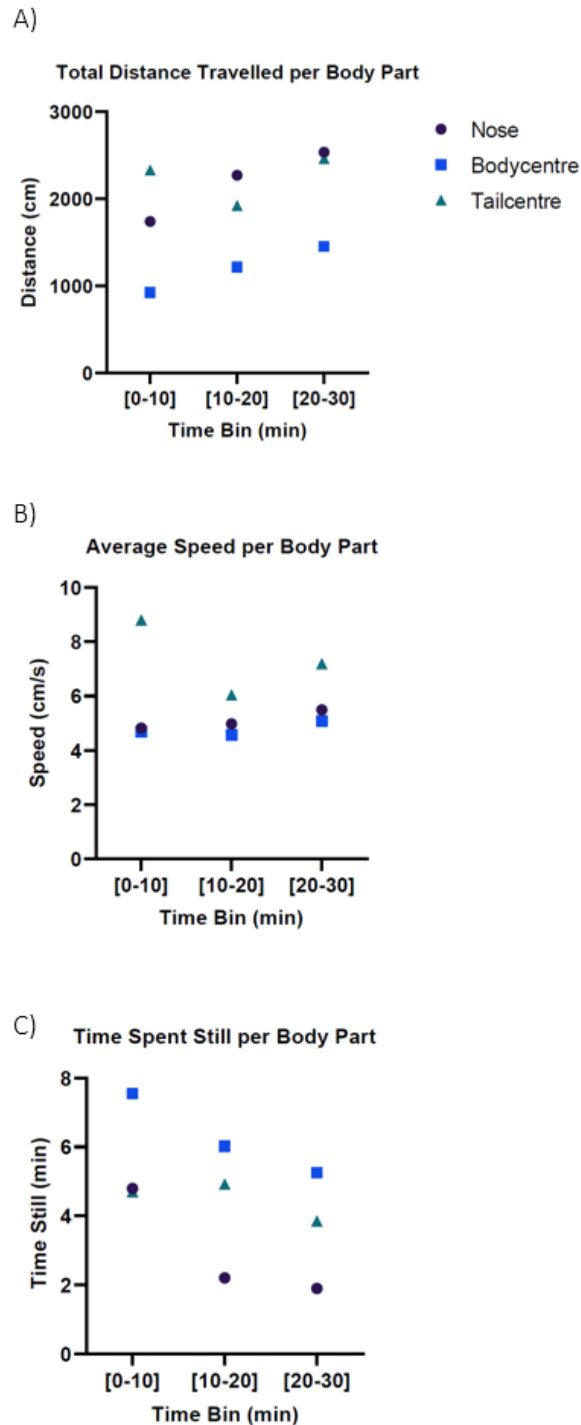 A)
Total Distance Travelled per Body Part
3000
2000
1000
0
Distance (cm)
[0-10] [10-20] [20-30]
Time Bin (min)
Nose
Bodycentre
Tailcentre
B)
Average Speed per Body Part
10
8
6
4
2
0
Speed (cm/s)
[0-10] [10-20] [20-30]
Time Bin (min)
C)
Time Spent Still per Body Part
8
6
4
2
0
Time Still (min)
[0-10] [10-20] [20-30]
Time Bin (min)